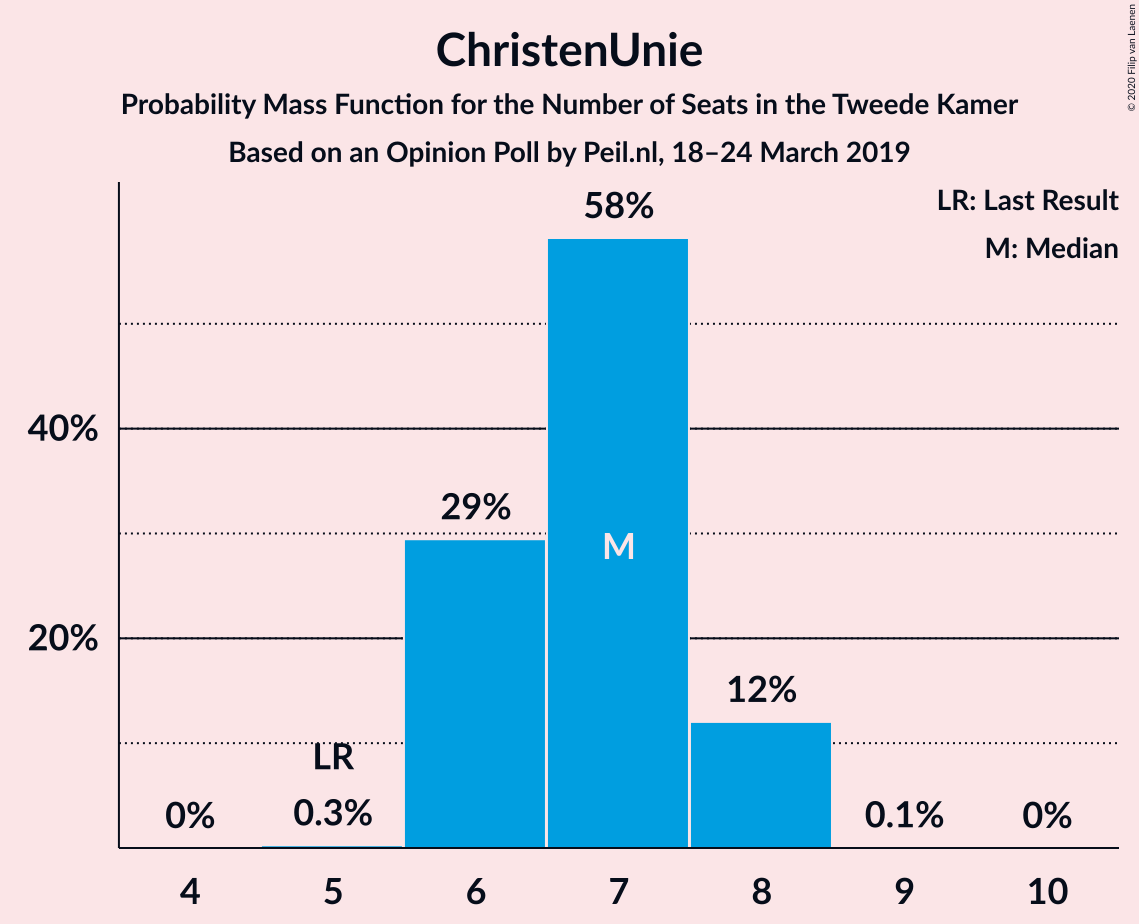 ChristenUnie
Probability Mass Function for the Number of Seats in the Tweede Kamer
Based on an Opinion Poll by Peil.nl, 18–24 March 2019
© 2020 Filip van Laenen
LR: Last Result
M: Median
58%
40%
29%
M
20%
12%
LR
0%
0.3%
0.1%
0%
4
5
6
7
8
9
10